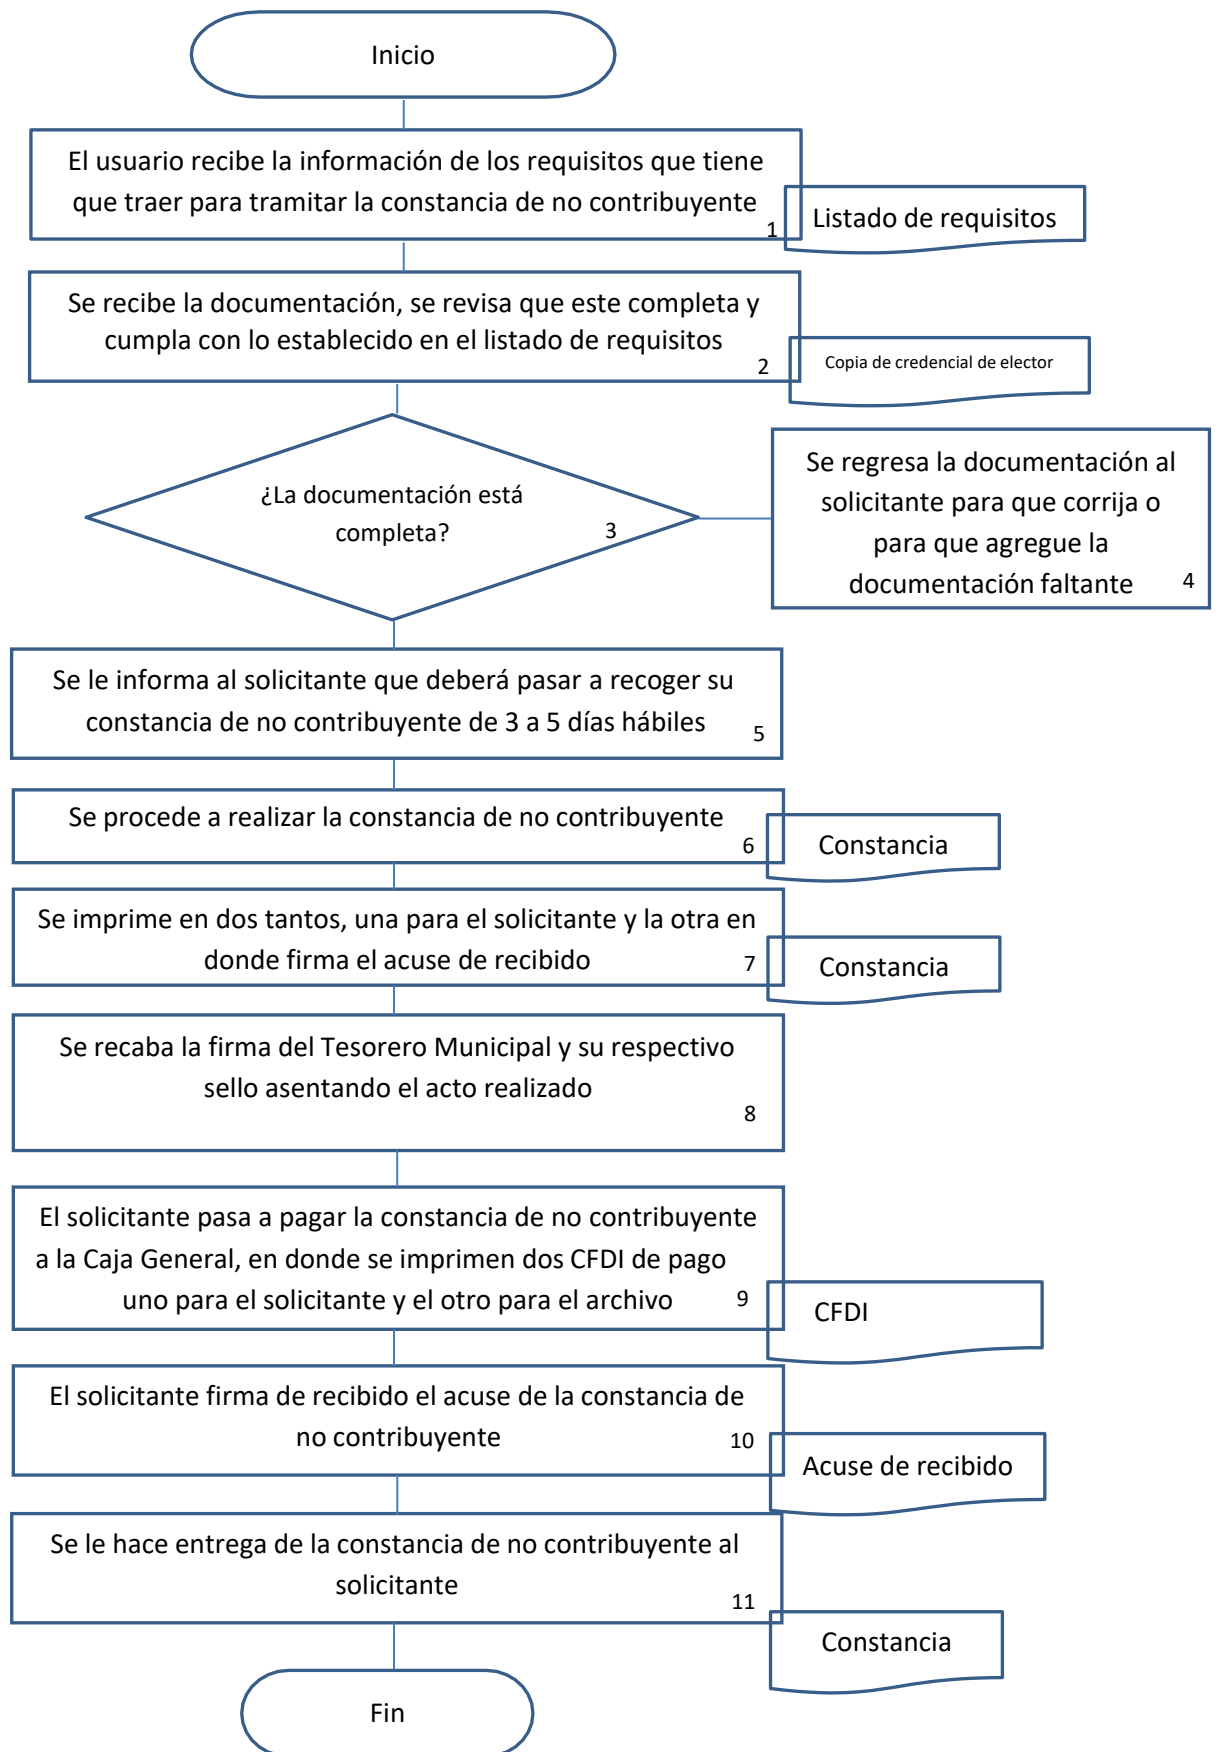 Inicio
El usuario recibe la información de los requisitos que tiene
que traer para tramitar la constancia de no contribuyente
1
Listado de requisitos
Se recibe la documentación, se revisa que este completa y
cumpla con lo establecido en el listado de requisitos
2
Copia de credencial de elector
¿La documentación está
completa?
3
Se regresa la documentación al
solicitante para que corrija o
para que agregue la
documentación faltante
4
Se le informa al solicitante que deberá pasar a recoger su
constancia de no contribuyente de 3 a 5 días hábiles
5
Se procede a realizar la constancia de no contribuyente
6
Constancia
Se imprime en dos tantos, una para el solicitante y la otra en
donde firma el acuse de recibido
7
Constancia
Se recaba la firma del Tesorero Municipal y su respectivo
sello asentando el acto realizado
8
El solicitante pasa a pagar la constancia de no contribuyente
a la Caja General, en donde se imprimen dos CFDI de pago
uno para el solicitante y el otro para el archivo
9
CFDI
El solicitante firma de recibido el acuse de la constancia de
no contribuyente
10
Acuse de recibido
Se le hace entrega de la constancia de no contribuyente al
solicitante
11
Constancia
Fin